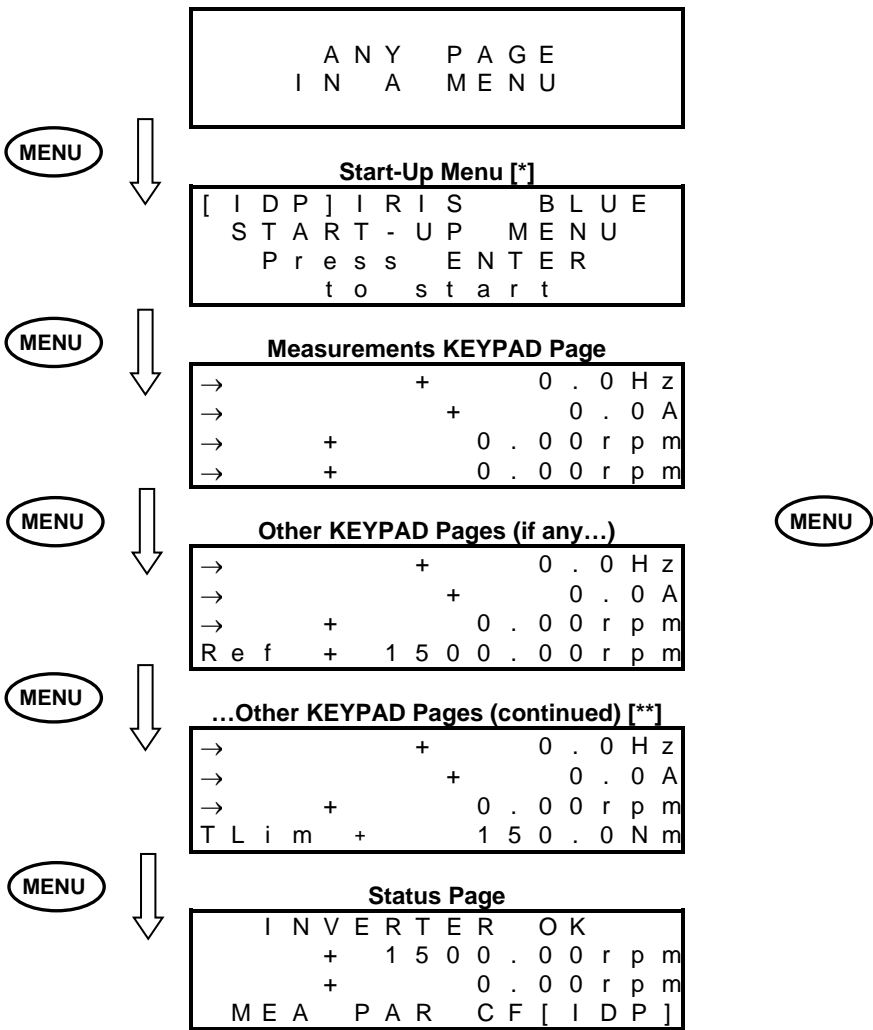 ANY PAGE
IN A MENU
MENU
Start-Up Menu [*]
[IDP]IRIS BLUE
START-UP MENU
Press ENTER
to start
MENU
Measurements KEYPAD Page
→ + 0.0Hz
→ + 0.0A
→ + 0.00rpm
→ + 0.00rpm
MENU
MENU
Other KEYPAD Pages (if any…)
→ + 0.0Hz
→ + 0.0A
→ + 0.00rpm
Ref + 1500.00rpm
MENU
…Other KEYPAD Pages (continued) [**]
→ + 0.0Hz
→ + 0.0A
→ + 0.00rpm
TLim + 150.0Nm
MENU
Status Page
INVERTER OK
+ 1500.00rpm
+ 0.00rpm
MEA PAR CF[IDP]